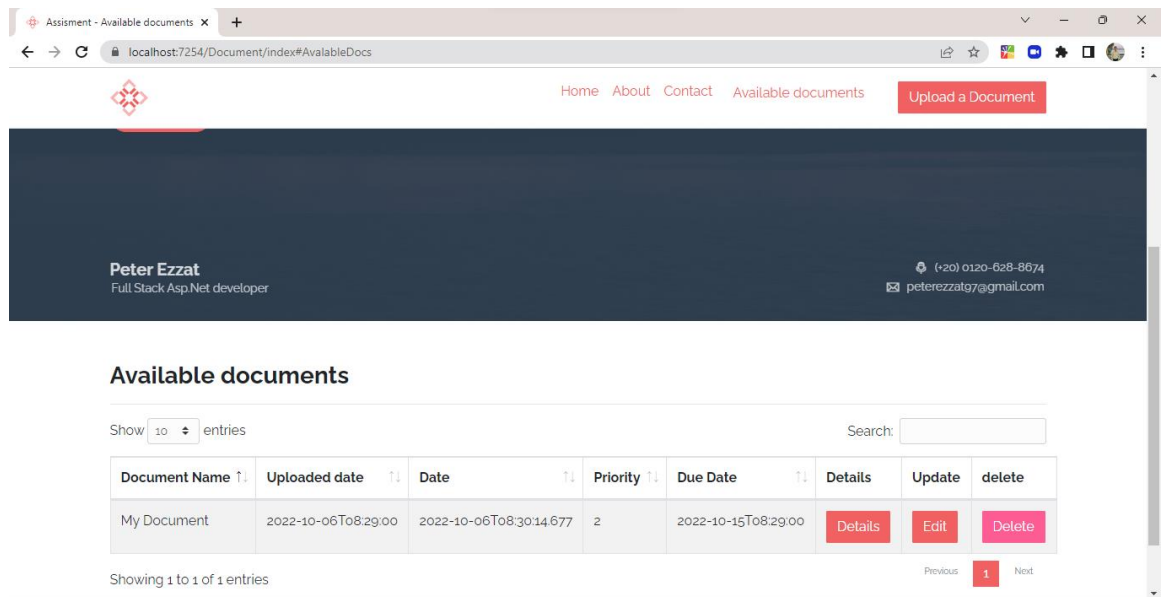 Assisment - Available documents
localhost:7254/Document/index#AvalableDocs
Home About Contact Available documents Upload a Document
Peter Ezzat (+20) 0120-628-8674
Full Stack Asp.Net developer peterezzat97@gmail.com
Available documents
Show 10 entries Search:
Document Name Uploaded date Date Priority Due Date Details Update delete
My Document 2022-10-06T08:29:00 2022-10-06T08:30:14.677 2 2022-10-15T08:29:00 Details Edit Delete
Showing 1 to 1 of 1 entries Previous 1 Next